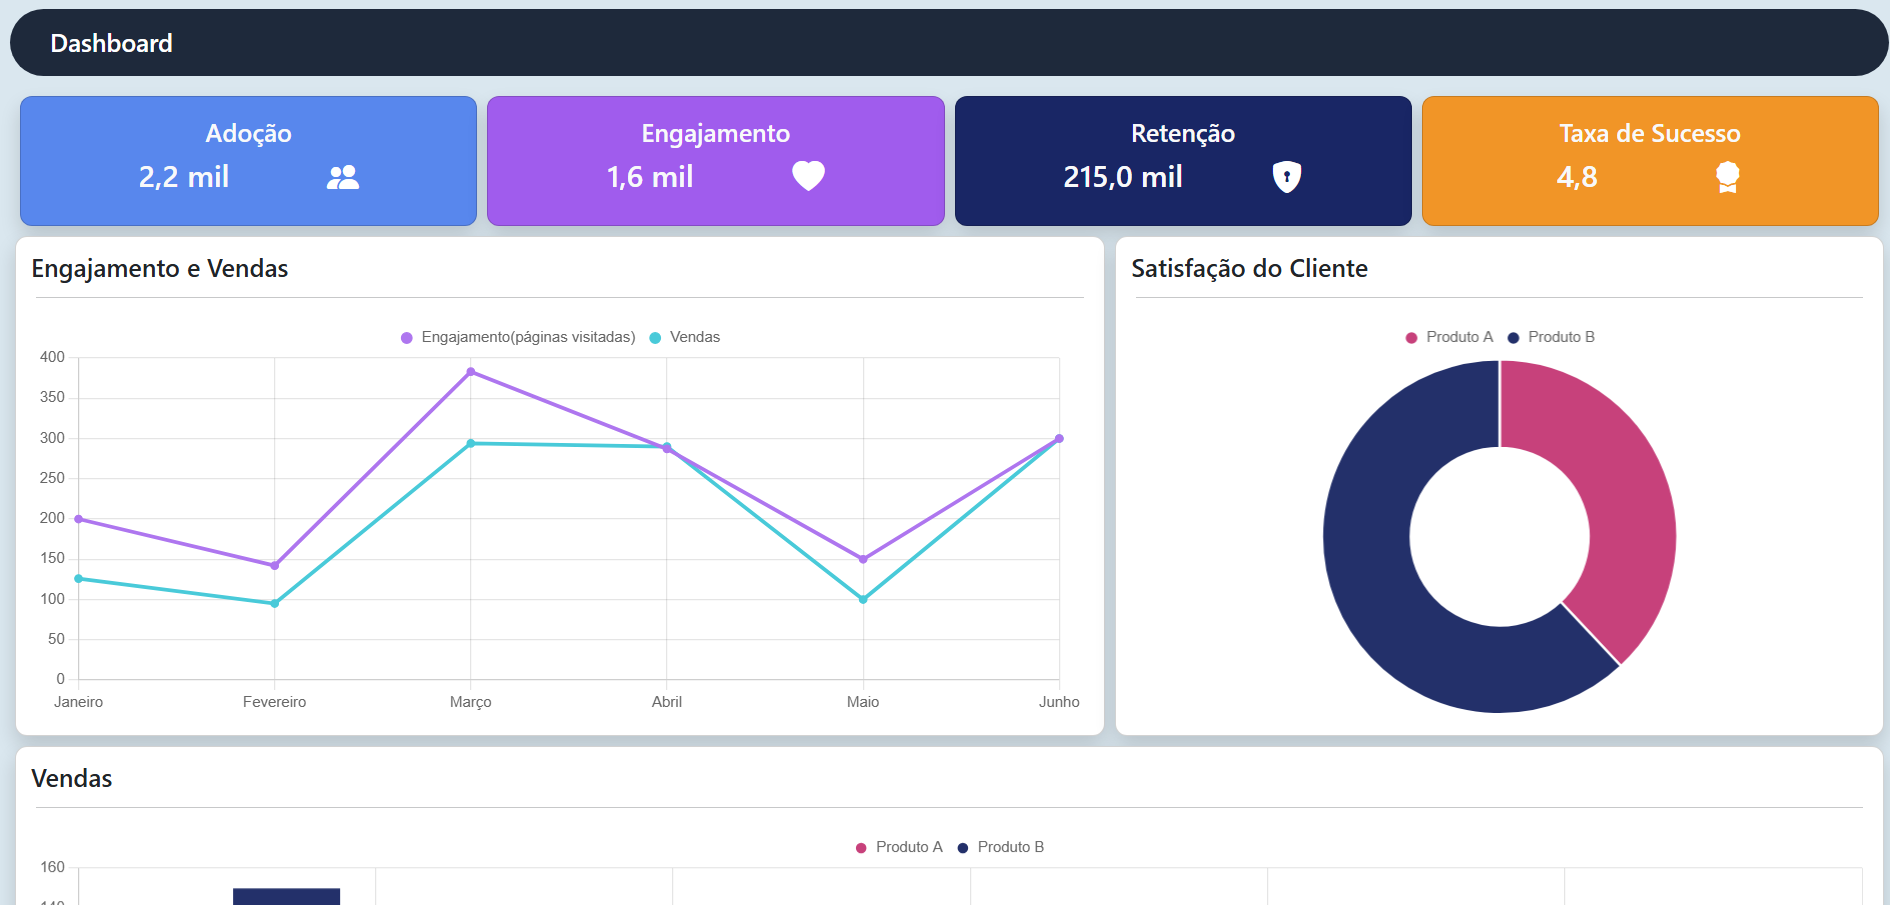 Dashboard
Adoção
2,2 mil
Engajamento
1,6 mil
Retenção
215,0 mil
Taxa de Sucesso
4,8
Engajamento e Vendas
Engajamento(páginas visitadas) Vendas
400
350
300
250
200
150
100
50
0
Janeiro Fevereiro Março Abril Maio Junho
Satisfação do Cliente
Produto A Produto B
Vendas
Produto A Produto B
160